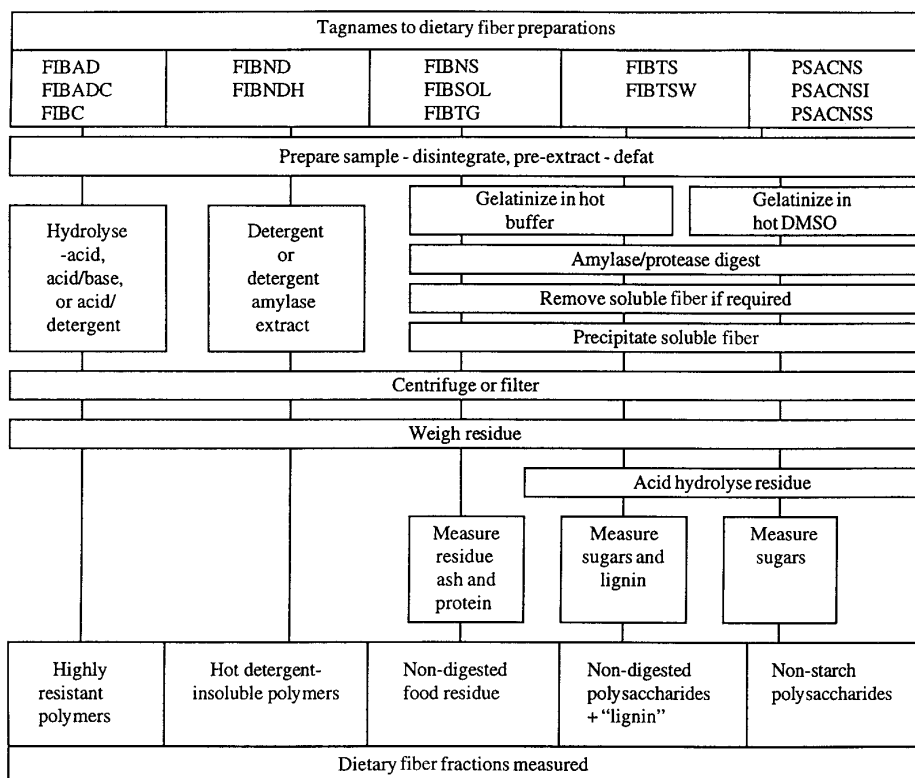 Tagnames to dietary fiber preparations
FIBAD
FIBADC
FIBC
FIBND
FIBNDH
FIBNS
FIBSOL
FIBTG
FIBTS
FIBTSW
PSACNS
PSACNSI
PSACNSS
Prepare sample - disintegrate, pre-extract - defat
Hydrolyse
-acid,
acid/base,
or acid/
detergent
Detergent
or
detergent
amylase
extract
Gelatinize in hot
buffer
Gelatinize in
hot DMSO
Amylase/protease digest
Remove soluble fiber if required
Precipitate soluble fiber
Centrifuge or filter
Weigh residue
Acid hydrolyse residue
Measure
residue
ash and
protein
Measure
sugars and
lignin
Measure
sugars
Highly
resistant
polymers
Hot detergent-
insoluble polymers
Non-digested
food residue
Non-digested
polysaccharides
+ “lignin”
Non-starch
polysaccharides
Dietary fiber fractions measured